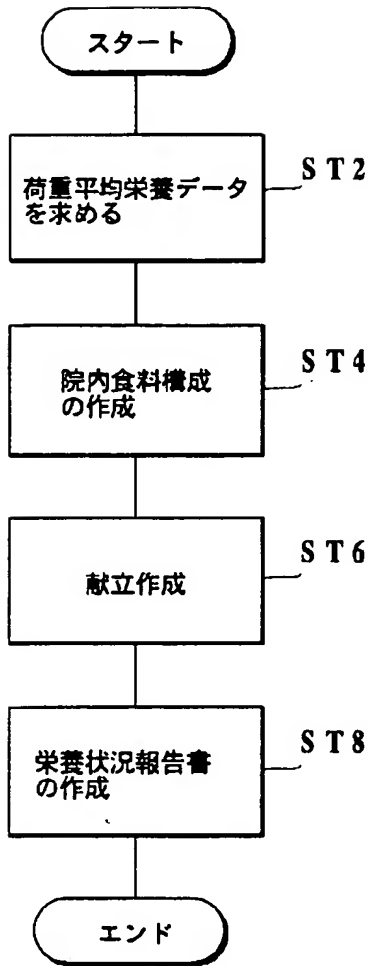 スタート
荷重平均栄養データ
を求める
ST2
院内食料構成
の作成
ST4
献立作成
ST6
栄養状況報告書
の作成
ST8
エンド